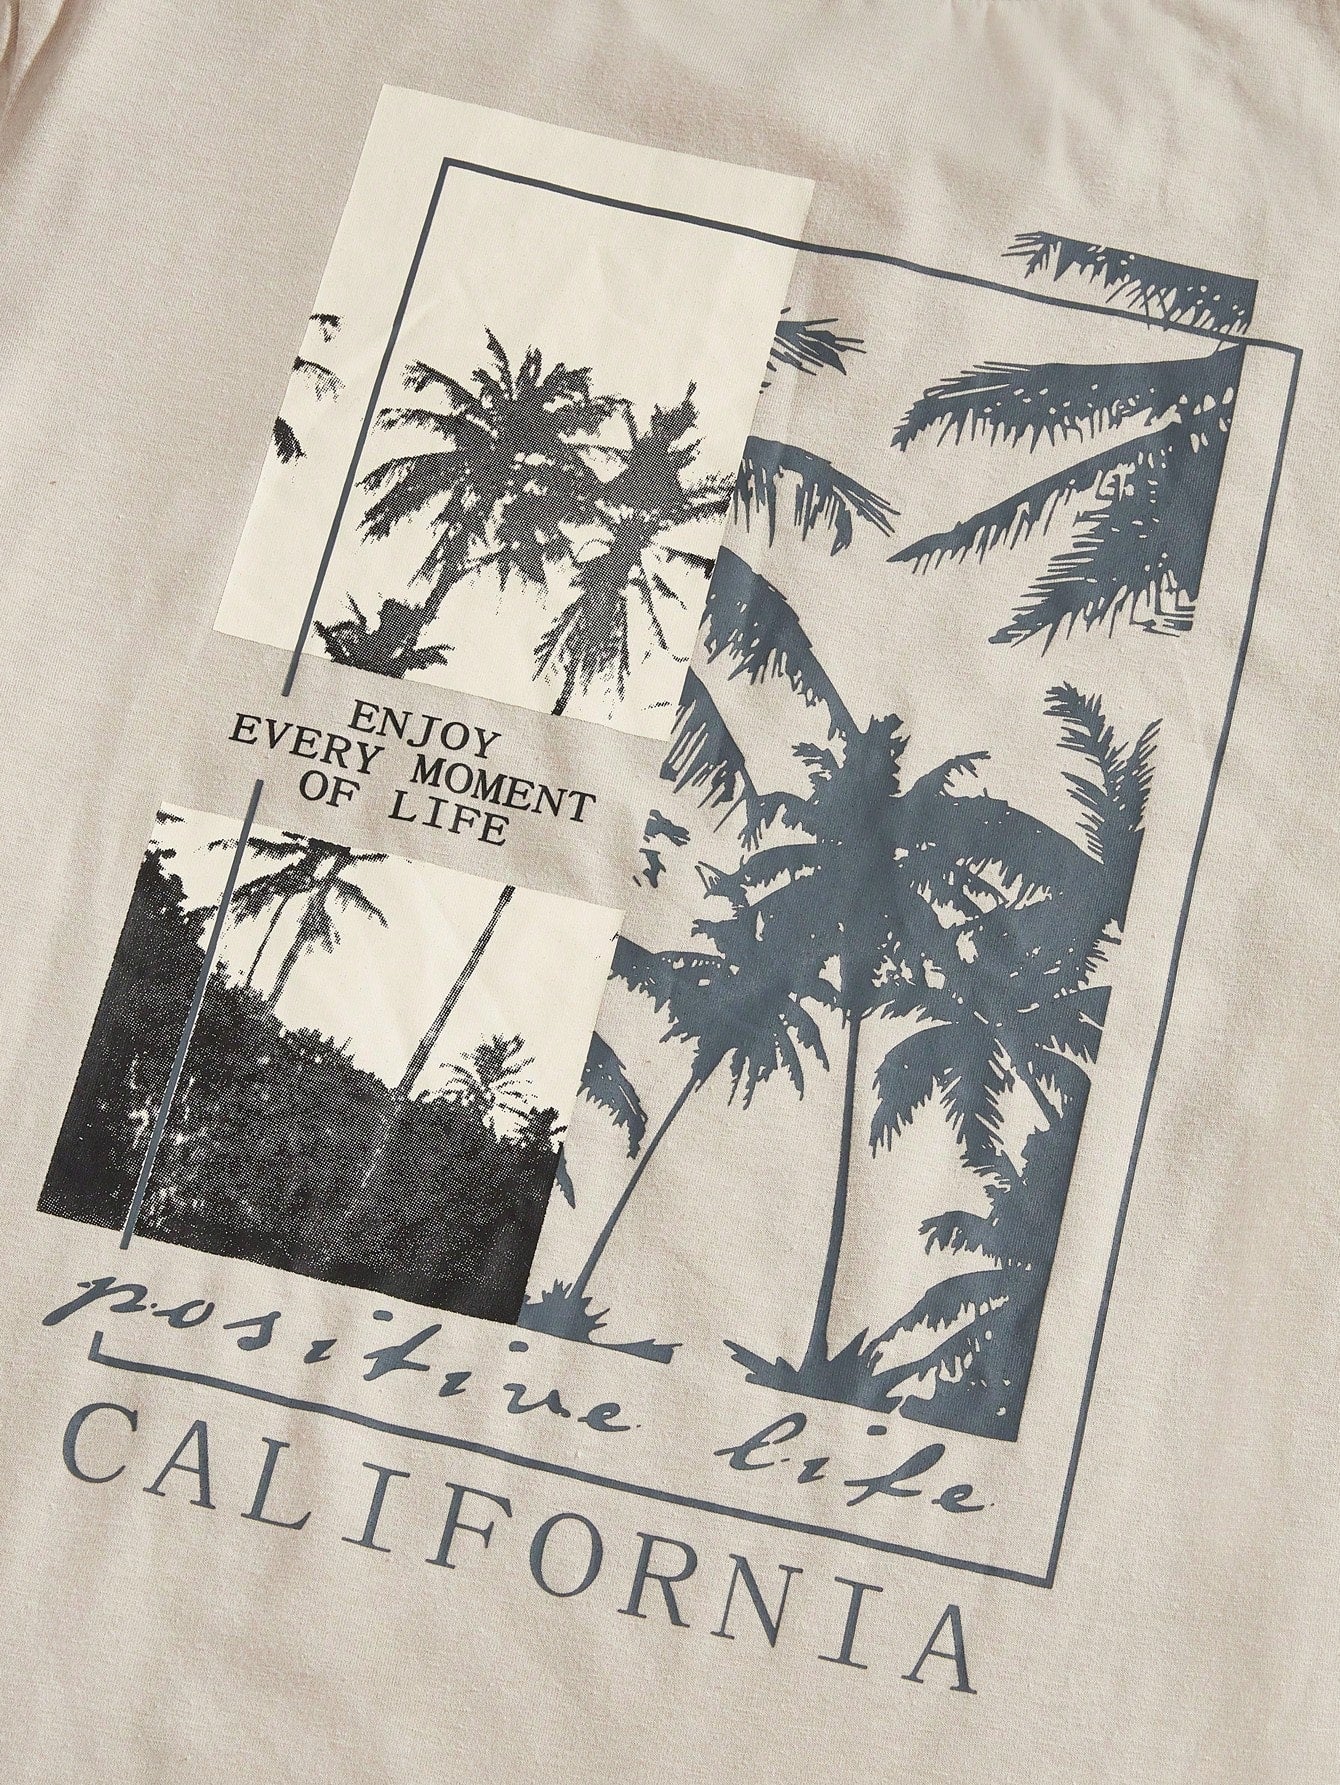 ENJOY
EVERY MOMENT
OF LIFE
positive life
CALIFORNIA